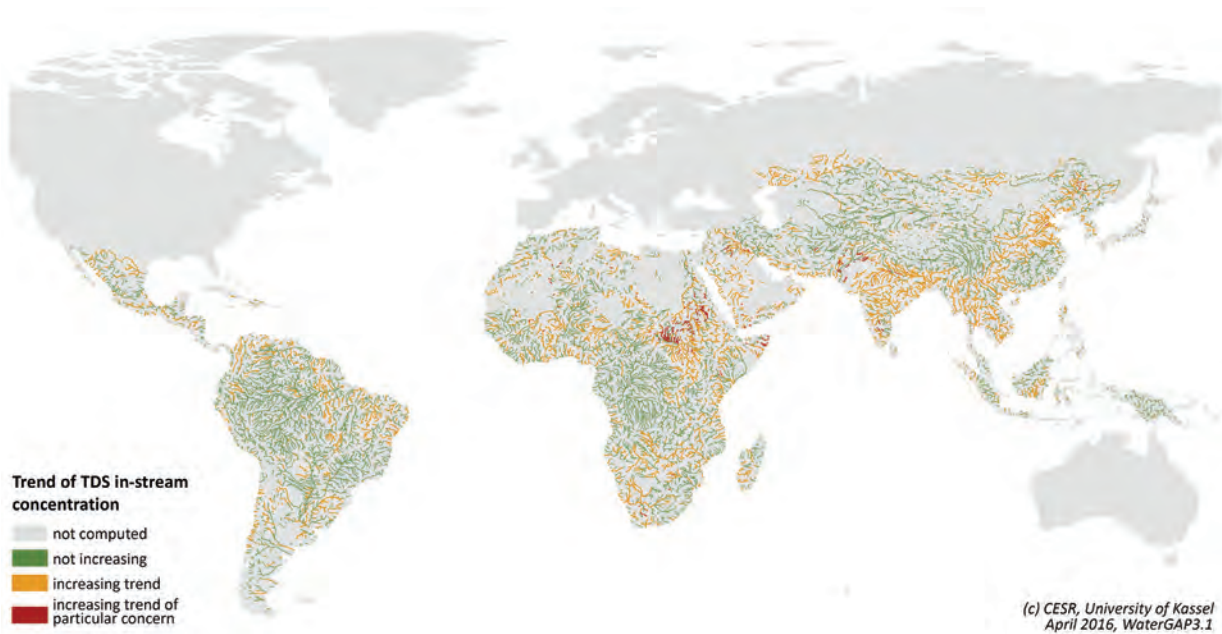 Trend of TDS in-stream
concentration
not computed
not increasing
increasing trend
increasing trend of
particular concern
(c) CESR, University of Kassel
April 2016, WaterGAP3.1